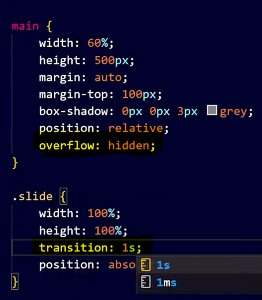 main {
width: 60%;
height: 500px;
margin: auto;
margin-top: 100px;
box-shadow: 0px 0px 3px grey;
position: relative;
overflow: hidden;
}
.slide {
width: 100%;
height: 100%;
transition: 1s;
position: abso
1s
1ms
}